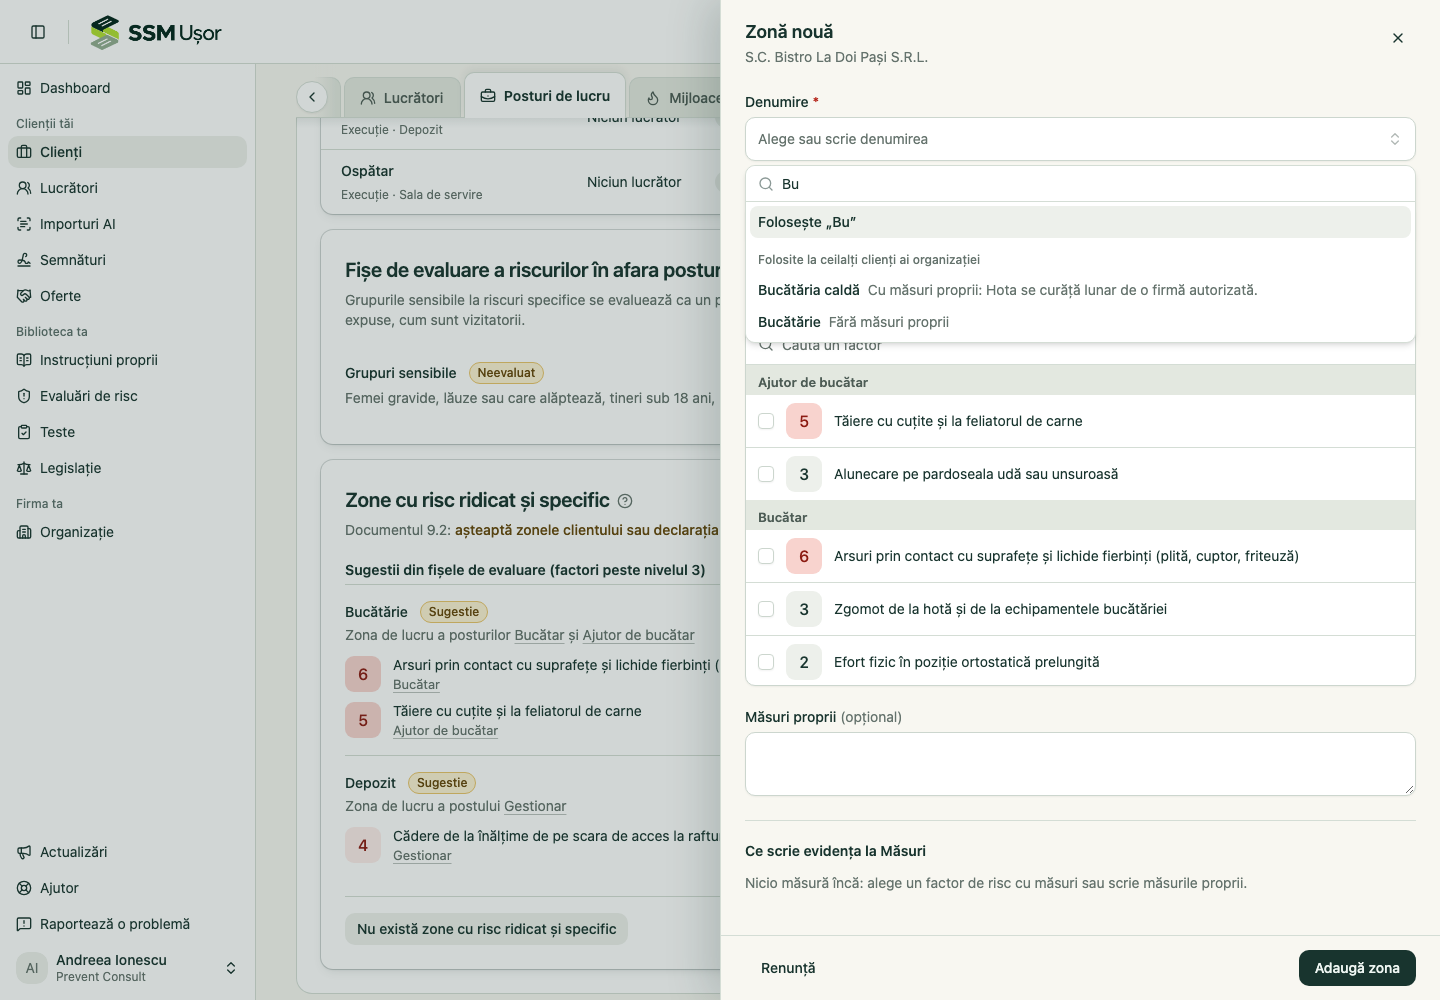 SSM Ușor
Dashboard
Clienții tăi
Clienți
Lucrători
Importuri AI
Semnături
Oferte
Biblioteca ta
Instrucțiuni proprii
Evaluări de risc
Teste
Legislație
Firma ta
Organizație
Actualizări
Ajutor
Raportează o problemă
AI
Andreea Ionescu
Prevent Consult
Lucrători
Posturi de lucru
Mijloace
Execuție · Depozit
Niciun lucrător
Ospătar
Execuție · Sala de servire
Niciun lucrător
Fișe de evaluare a riscurilor în afara postur
Grupurile sensibile la riscuri specifice se evaluează ca un p
expuse, cum sunt vizitatorii.
Grupuri sensibile
Neevaluat
Femei gravide, lăuze sau care alăptează, tineri sub 18 ani,
Zone cu risc ridicat și specific
Documentul 9.2: așteaptă zonele clientului sau declarația
Sugestii din fișele de evaluare (factori peste nivelul 3)
Bucătărie
Sugestie
Zona de lucru a posturilor Bucătar și Ajutor de bucătar
6
Arsuri prin contact cu suprafețe și lichide fierbinți (
Bucătar
5
Tăiere cu cuțite și la feliatorul de carne
Ajutor de bucătar
Depozit
Sugestie
Zona de lucru a postului Gestionar
4
Cădere de la înălțime de pe scara de acces la raftu
Gestionar
Nu există zone cu risc ridicat și specific
Zonă nouă
S.C. Bistro La Doi Pași S.R.L.
Denumire *
Alege sau scrie denumirea
Bu
Folosește „Bu”
Folosite la ceilalți clienți ai organizației
Bucătăria caldă Cu măsuri proprii: Hota se curăță lunar de o firmă autorizată.
Bucătărie Fără măsuri proprii
Caută un factor
Ajutor de bucătar
5
Tăiere cu cuțite și la feliatorul de carne
3
Alunecare pe pardoseala udă sau unsuroasă
Bucătar
6
Arsuri prin contact cu suprafețe și lichide fierbinți (plită, cuptor, friteuză)
3
Zgomot de la hotă și de la echipamentele bucătăriei
2
Efort fizic în poziție ortostatică prelungită
Măsuri proprii (opțional)
Ce scrie evidența la Măsuri
Nicio măsură încă: alege un factor de risc cu măsuri sau scrie măsurile proprii.
Renunță
Adaugă zona